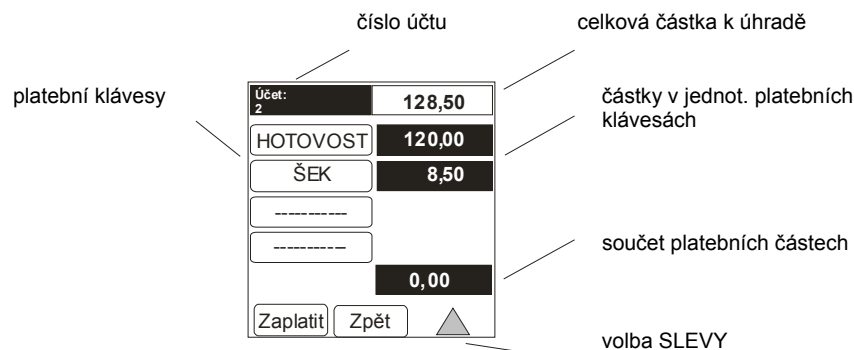 číslo účtu
celková částka k úhradě
platební klávesy
Účet:
2
128,50
částky v jednot. platebních
klávesách
HOTOVOST
120,00
ŠEK
8,50
-----------
----------
součet platebních částech
0,00
Zaplatit
Zpět
volba SLEVY